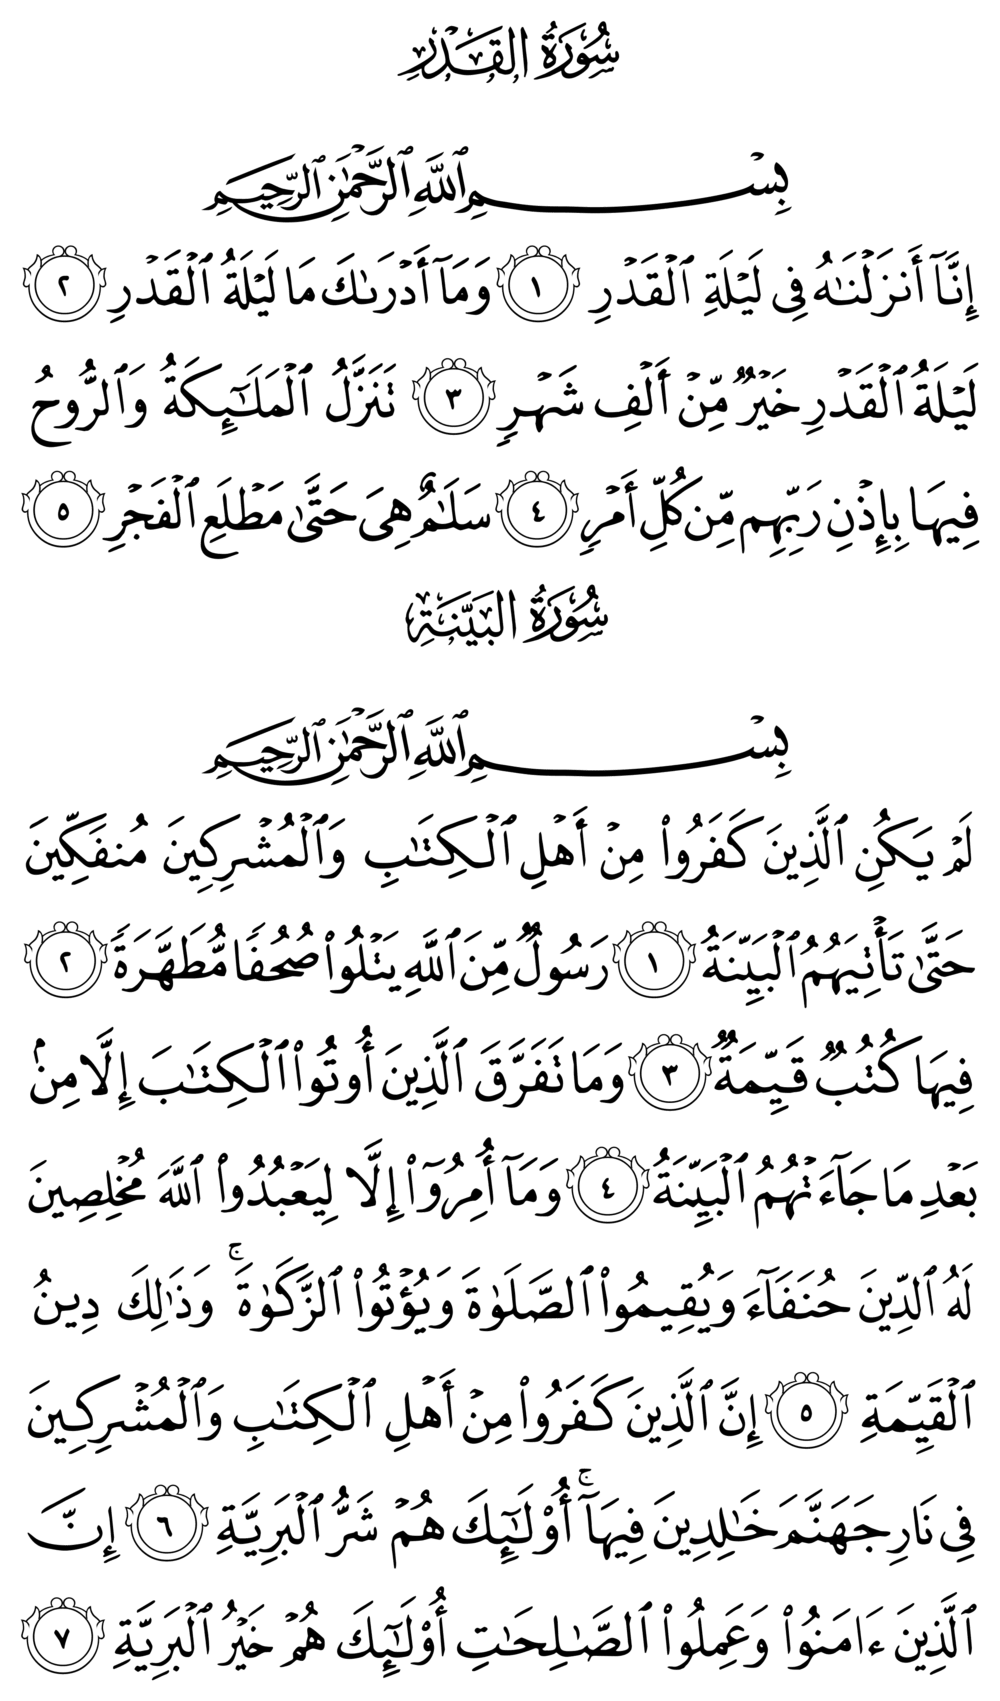 سُورَةُ القَدۡرِ
بِسۡمِ ٱللَّهِ ٱلرَّحۡمَٰنِ ٱلرَّحِيمِ
إِنَّآ أَنزَلۡنَٰهُ فِي لَيۡلَةِ ٱلۡقَدۡرِ ١ وَمَآ أَدۡرَىٰكَ مَا لَيۡلَةُ ٱلۡقَدۡرِ ٢
لَيۡلَةُ ٱلۡقَدۡرِ خَيۡرٞ مِّنۡ أَلۡفِ شَهۡرٖ ٣ تَنَزَّلُ ٱلۡمَلَٰٓئِكَةُ وَٱلرُّوحُ
فِيهَا بِإِذۡنِ رَبِّهِم مِّن كُلِّ أَمۡرٖ ٤ سَلَٰمٌ هِيَ حَتَّىٰ مَطۡلَعِ ٱلۡفَجۡرِ ٥
سُورَةُ البَيِّنَةِ
بِسۡمِ ٱللَّهِ ٱلرَّحۡمَٰنِ ٱلرَّحِيمِ
لَمۡ يَكُنِ ٱلَّذِينَ كَفَرُواْ مِنۡ أَهۡلِ ٱلۡكِتَٰبِ وَٱلۡمُشۡرِكِينَ مُنفَكِّينَ
حَتَّىٰ تَأۡتِيَهُمُ ٱلۡبَيِّنَةُ ١ رَسُولٞ مِّنَ ٱللَّهِ يَتۡلُواْ صُحُفٗا مُّطَهَّرَةٗ ٢
فِيهَا كُتُبٞ قَيِّمَةٞ ٣ وَمَا تَفَرَّقَ ٱلَّذِينَ أُوتُواْ ٱلۡكِتَٰبَ إِلَّا مِنۢ
بَعۡدِ مَا جَآءَتۡهُمُ ٱلۡبَيِّنَةُ ٤ وَمَآ أُمِرُوٓاْ إِلَّا لِيَعۡبُدُواْ ٱللَّهَ مُخۡلِصِينَ
لَهُ ٱلدِّينَ حُنَفَآءَ وَيُقِيمُواْ ٱلصَّلَوٰةَ وَيُؤۡتُواْ ٱلزَّكَوٰةَۚ وَذَٰلِكَ دِينُ
ٱلۡقَيِّمَةِ ٥ إِنَّ ٱلَّذِينَ كَفَرُواْ مِنۡ أَهۡلِ ٱلۡكِتَٰبِ وَٱلۡمُشۡرِكِينَ
فِي نَارِ جَهَنَّمَ خَٰلِدِينَ فِيهَآۚ أُوْلَٰٓئِكَ هُمۡ شَرُّ ٱلۡبَرِيَّةِ ٦ إِنَّ
ٱلَّذِينَ ءَامَنُواْ وَعَمِلُواْ ٱلصَّٰلِحَٰتِ أُوْلَٰٓئِكَ هُمۡ خَيۡرُ ٱلۡبَرِيَّةِ ٧